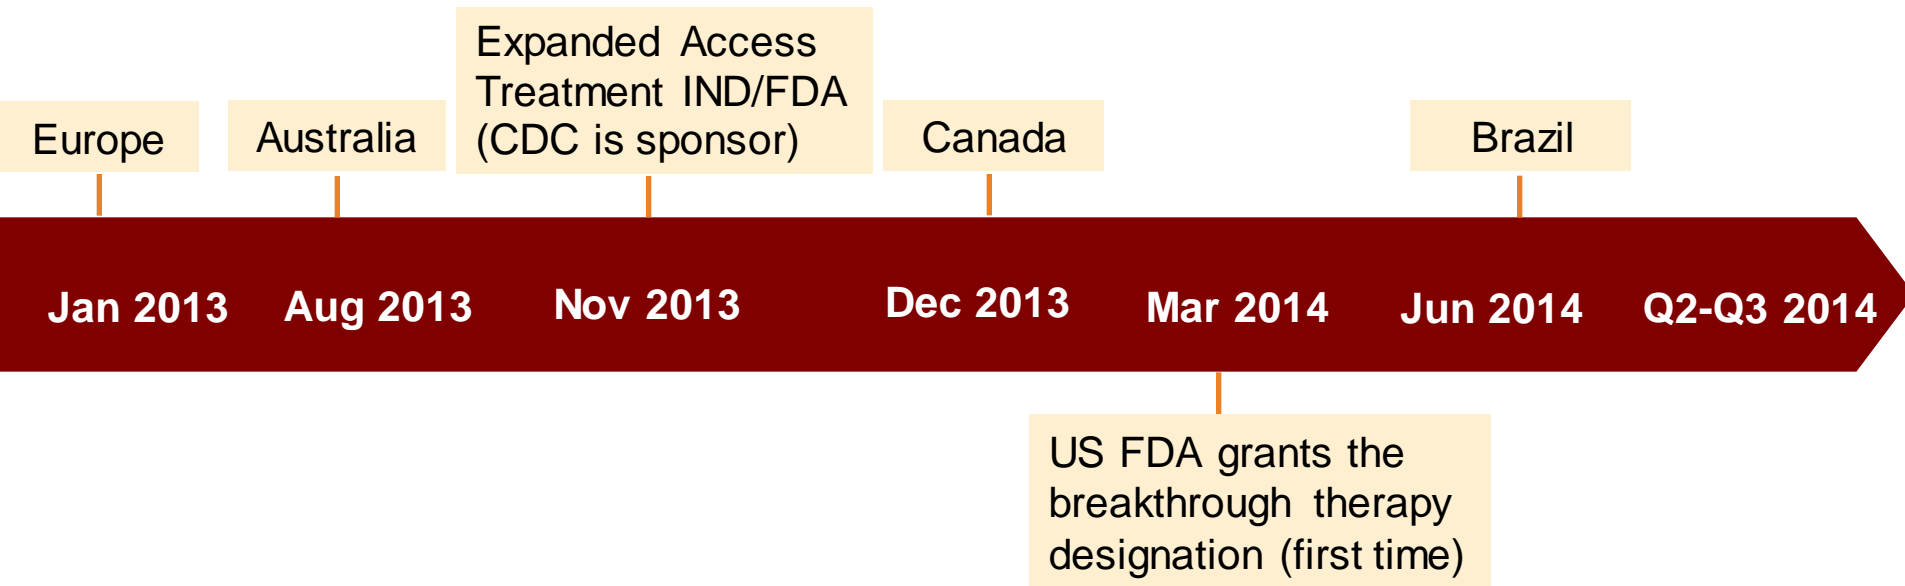 Expanded Access
Treatment IND/FDA
(CDC is sponsor)
Europe
Australia
Canada
Brazil
Jan 2013
Aug 2013
Nov 2013
Dec 2013
Mar 2014
Jun 2014
Q2-Q3 2014
US FDA grants the
breakthrough therapy
designation (first time)